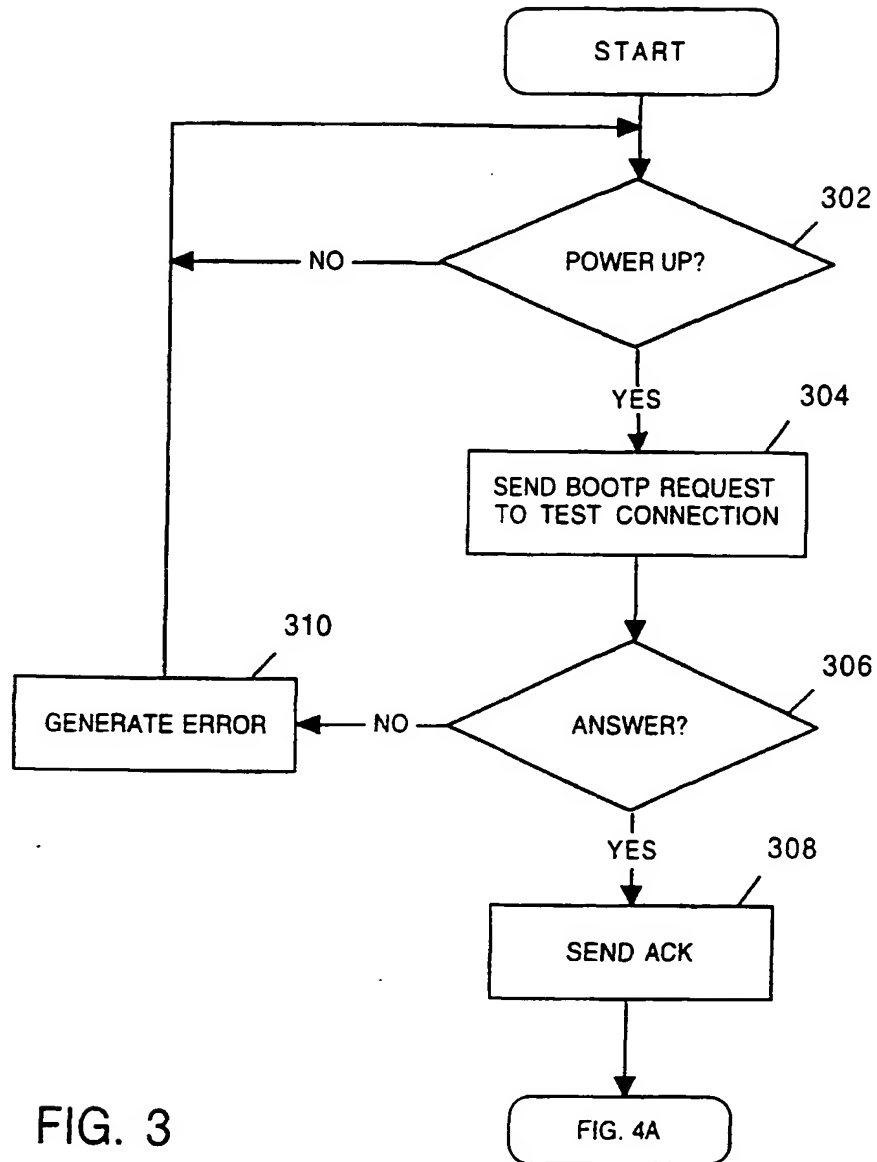 START
302
POWER UP?
NO
YES
304
SEND BOOTP REQUEST
TO TEST CONNECTION
310
306
GENERATE ERROR
NO
ANSWER?
YES
308
SEND ACK
FIG. 3
FIG. 4A